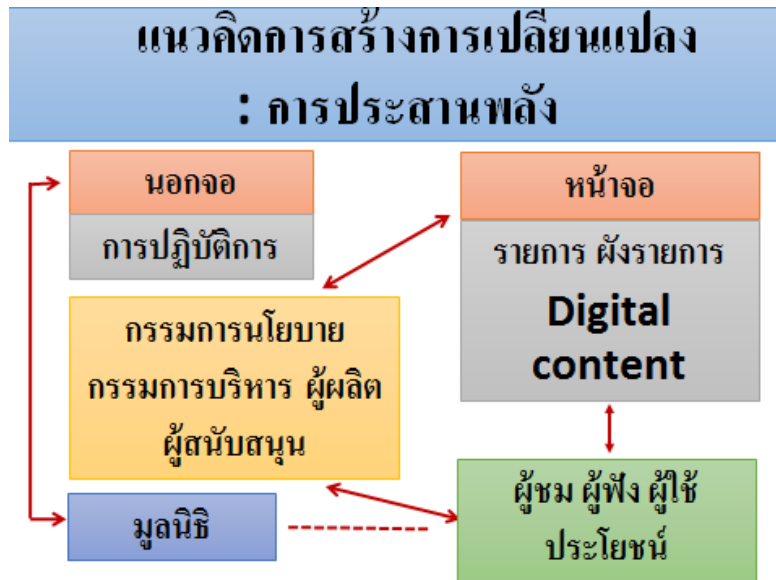 แนวคิดการสร้างการเปลี่ยนแปลง
: การประสานพลัง
นอกจอ
การปฏิบัติการ
กรรมการนโยบาย
กรรมการบริหาร ผู้ผลิต
ผู้สนับสนุน
มูลนิธิ
หน้าจอ
รายการ ผังรายการ
Digital
content
ผู้ชม ผู้ฟัง ผู้ใช้
ประโยชน์